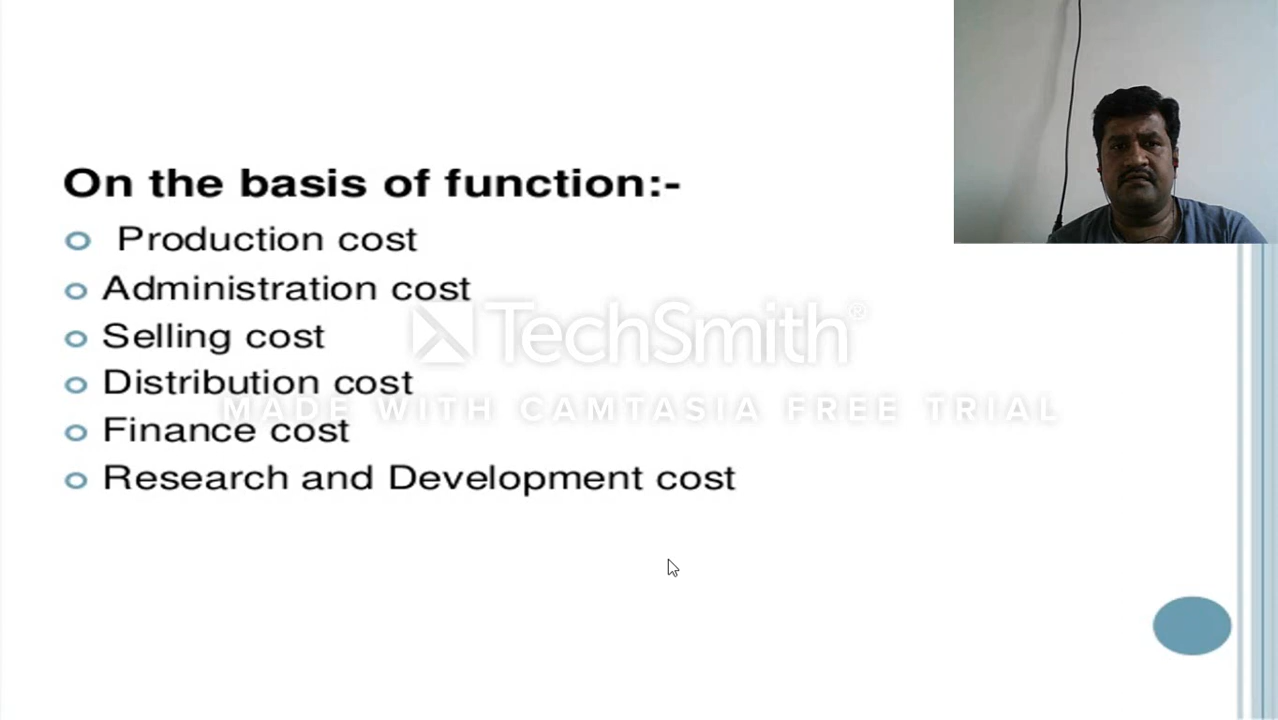 On the basis of function:-
Production cost
Administration cost
Selling cost
Distribution cost
Finance cost
Research and Development cost
TechSmith®
MADE WITH CAMTASIA FREE TRIAL